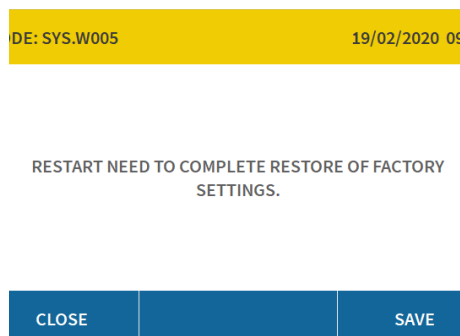 DE: SYS.W005 19/02/2020 09
RESTART NEED TO COMPLETE RESTORE OF FACTORY
SETTINGS.
CLOSE SAVE